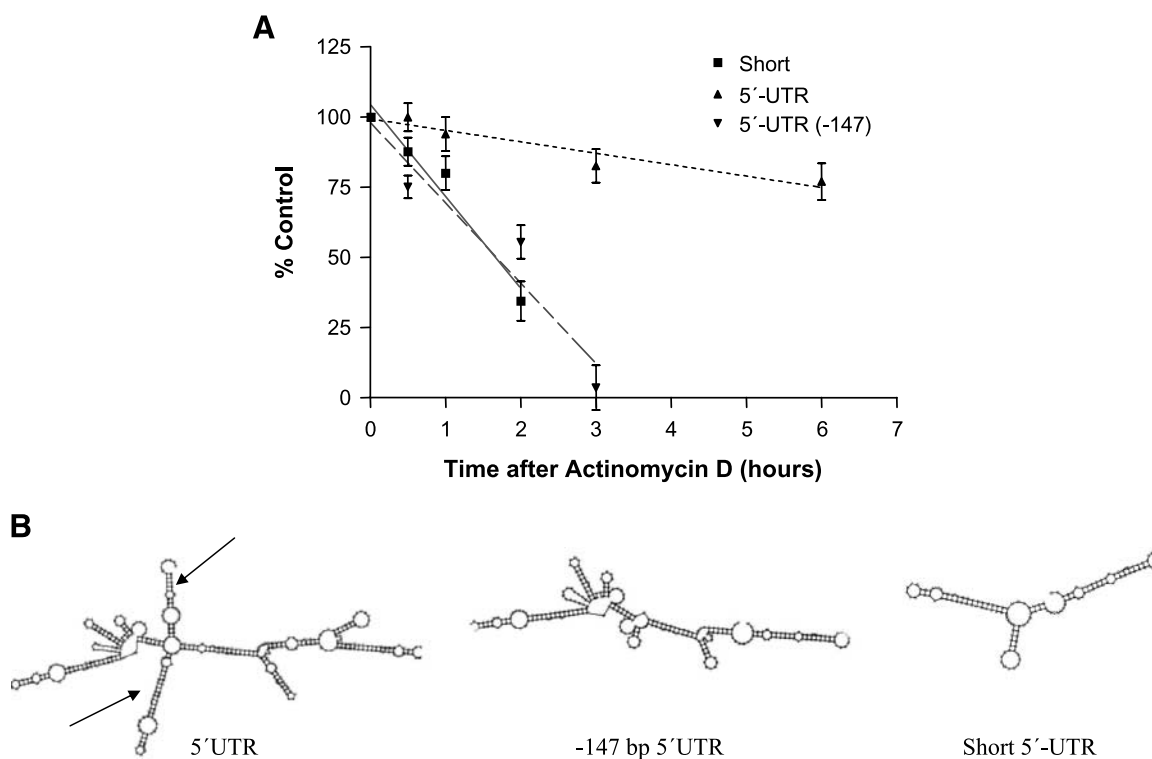 A
125
100
75
50
25
0
% Control
Short
5´-UTR
5´-UTR (-147)
0 1 2 3 4 5 6 7
Time after Actinomycin D (hours)
B
5´UTR
-147 bp 5´UTR
Short 5´-UTR